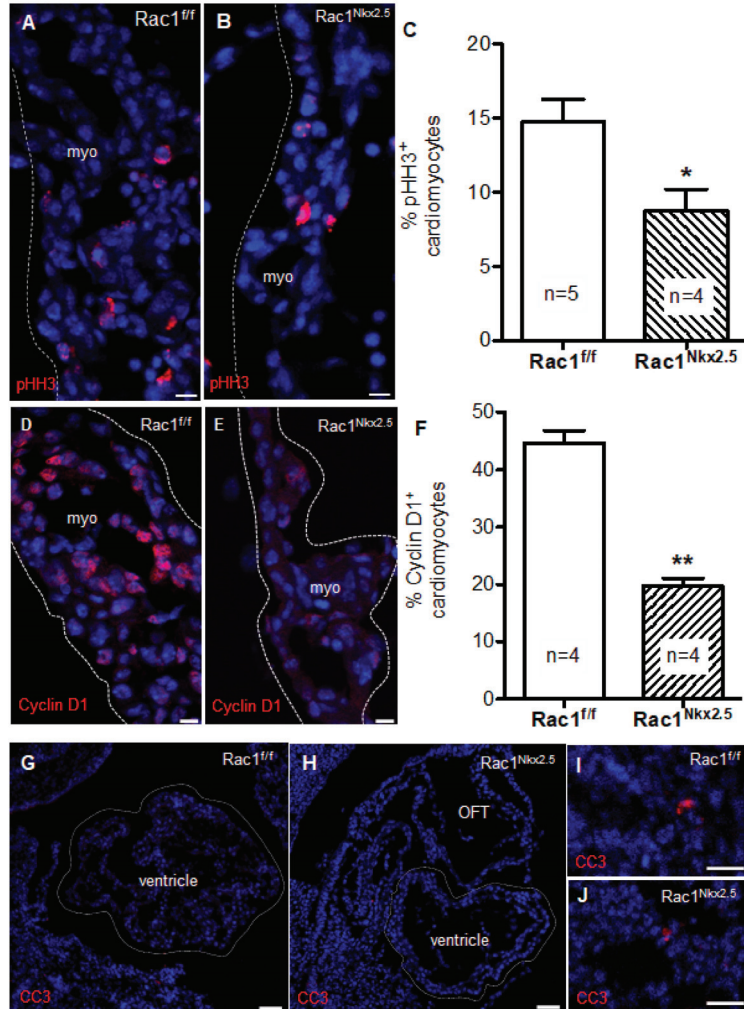 A
Rac1f/f
myo
pHH3
B
Rac1Nkx2.5
myo
pHH3
C
% pHH3+
cardiomyocytes
20
15
10
5
0
*
n=5
n=4
Rac1f/f
Rac1Nkx2.5
D
Rac1f/f
myo
Cyclin D1
E
Rac1Nkx2.5
myo
Cyclin D1
F
% Cyclin D1+
cardiomyocytes
50
40
30
20
10
0
**
n=4
n=4
Rac1f/f
Rac1Nkx2.5
G
Rac1f/f
ventricle
CC3
H
Rac1Nkx2.5
OFT
ventricle
CC3
I
Rac1f/f
CC3
J
Rac1Nkx2.5
CC3